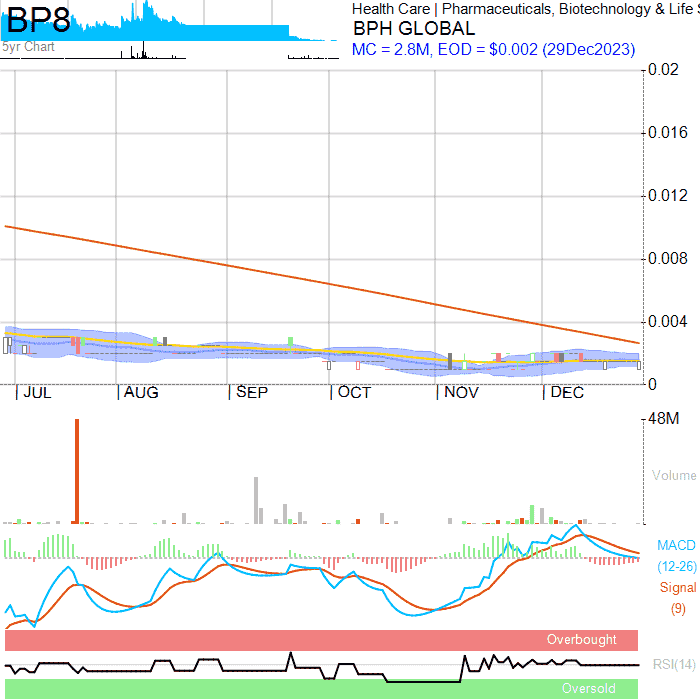 BP8
5yr Chart
Health Care | Pharmaceuticals, Biotechnology & Life S
BPH GLOBAL
MC = 2.8M, EOD = $0.002 (29Dec2023)
0.02
0.016
0.012
0.008
0.004
0
JUL AUG SEP OCT NOV DEC
48M
Volume
MACD
(12-26)
Signal
(9)
Overbought
RSI(14)
Oversold